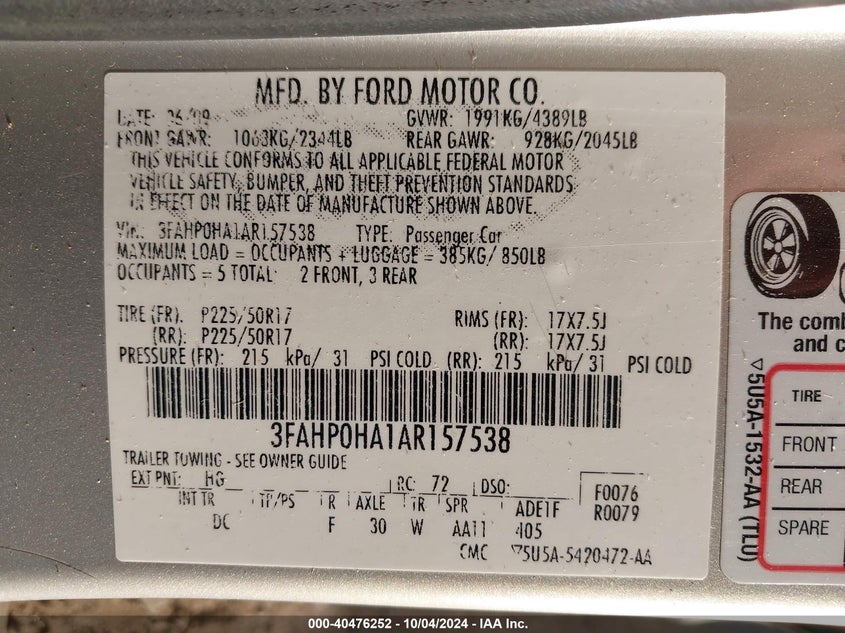 MFD. BY FORD MOTOR CO.
DATE: 06/09 GVWR: 1991KG/4389LB
FRONT GAWR: 1063KG/2344LB REAR GAWR: 928KG/2045LB
THIS VEHICLE CONFORMS TO ALL APPLICABLE FEDERAL MOTOR
VEHICLE SAFETY, BUMPER, AND THEFT PREVENTION STANDARDS
IN EFFECT ON THE DATE OF MANUFACTURE SHOWN ABOVE.
VIN: 3FAHP0HA1AR157538 TYPE: Passenger Car
MAXIMUM LOAD = OCCUPANTS + LUGGAGE = 385KG/ 850LB
OCCUPANTS = 5 TOTAL: 2 FRONT, 3 REAR
TIRE (FR): P225/50R17 RIMS (FR): 17X7.5J
(RR): P225/50R17 (RR): 17X7.5J
PRESSURE (FR): 215 kPa/ 31 PSI COLD (RR): 215 kPa/ 31 PSI COLD
3FAHP0HA1AR157538
TRAILER TOWING - SEE OWNER GUIDE
EXT PNT: HG RC: 72 DSO: F0076
INT TR TP/PS R AXLE TR SPR ADE1F R0079
DC F 30 W AA11 405
CMC ▽5U5A-5420472-AA
The comb
and c
▽5U5A-1532-AA (TLU)
TIRE
FRONT
REAR
SPARE
000-40476252 - 10/04/2024 - IAA Inc.